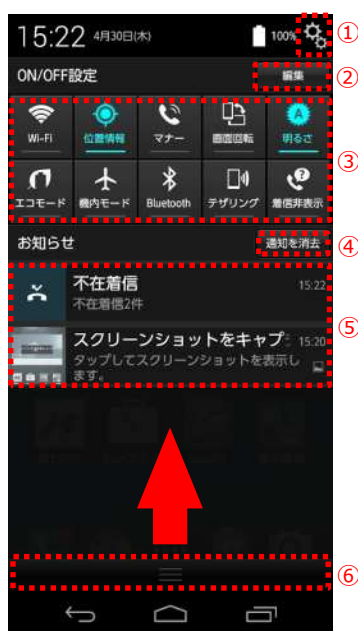 15:22 4月30日(木) 100% ①
ON/OFF設定 編集 ②
Wi-Fi 位置情報 マナー 画面回転 明るさ
③
エコモード 機内モード Bluetooth テザリング 着信非表示
お知らせ 通知を消去 ④
不在着信 15:22
不在着信2件
⑤
スクリーンショットをキャプ 15:20
タップしてスクリーンショットを表示し
ます。
⑥